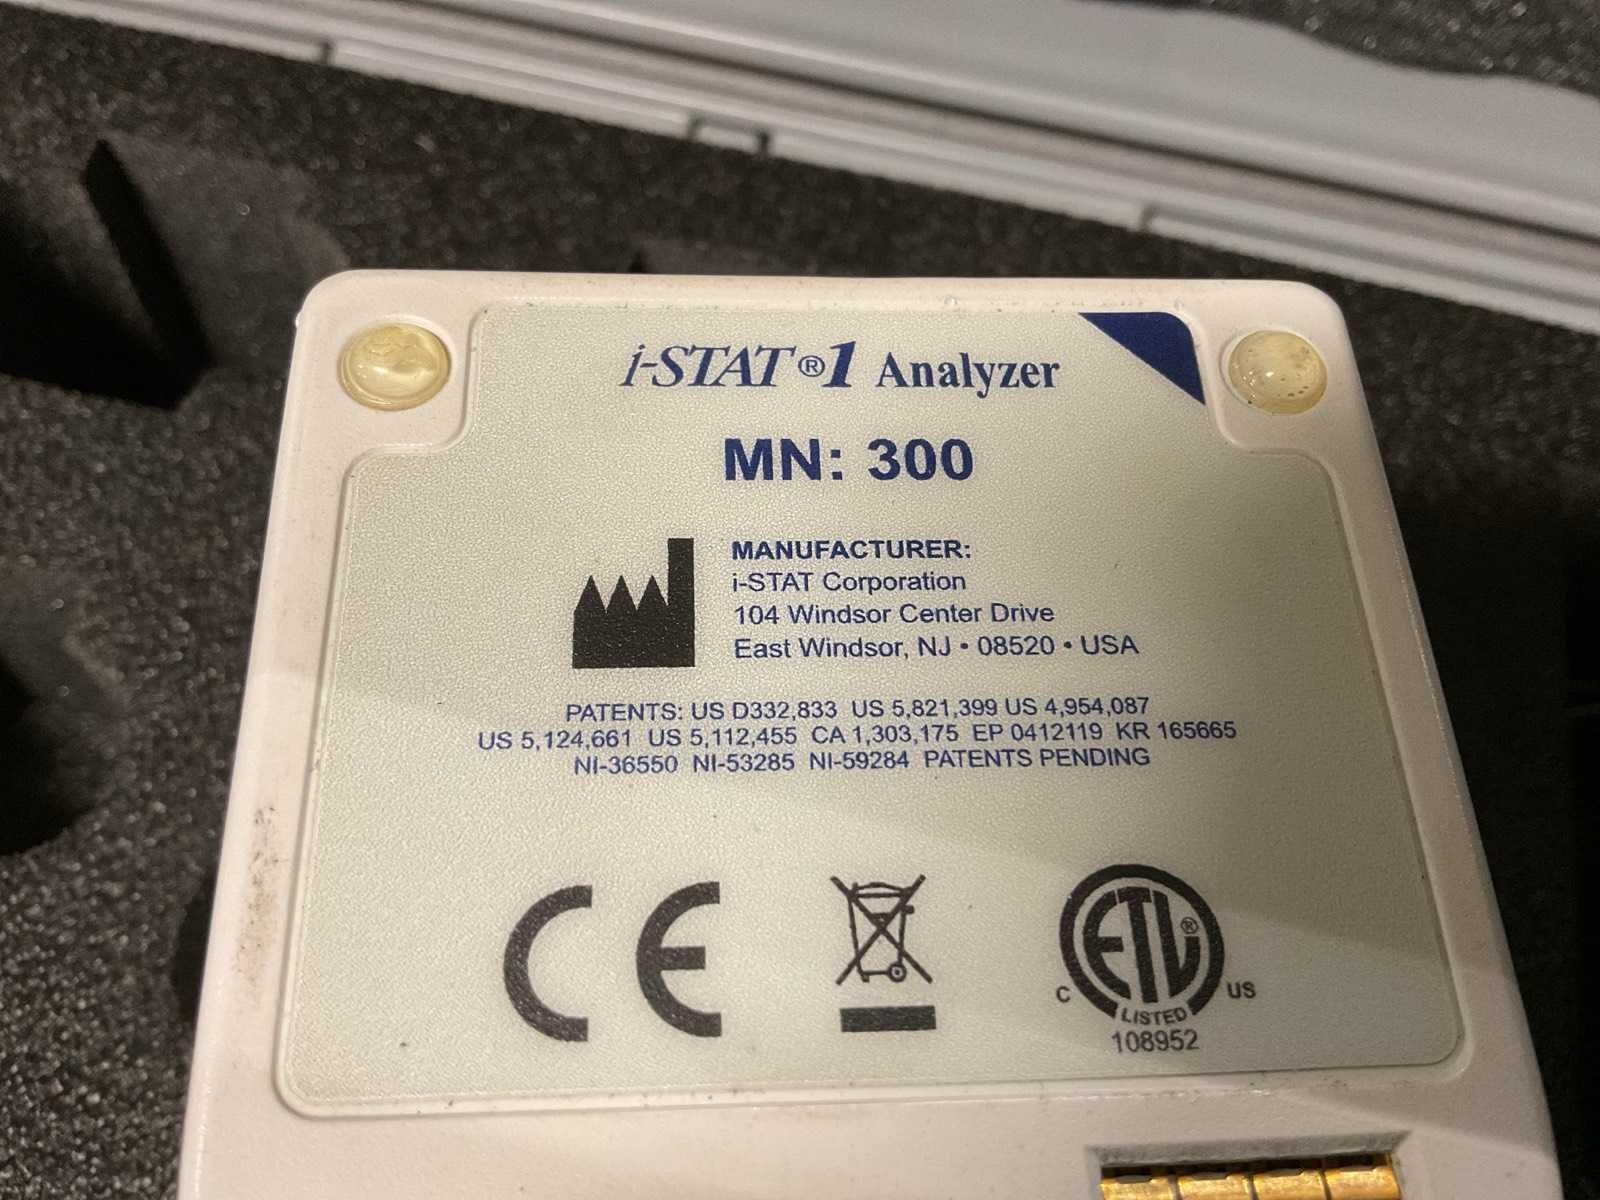 i-STAT®1 Analyzer
MN: 300
MANUFACTURER:
i-STAT Corporation
104 Windsor Center Drive
East Windsor, NJ • 08520 • USA
PATENTS: US D332,833 US 5,821,399 US 4,954,087
US 5,124,661 US 5,112,455 CA 1,303,175 EP 0412119 KR 165665
NI-36550 NI-53285 NI-59284 PATENTS PENDING
CE
ETL®
C US
LISTED
108952